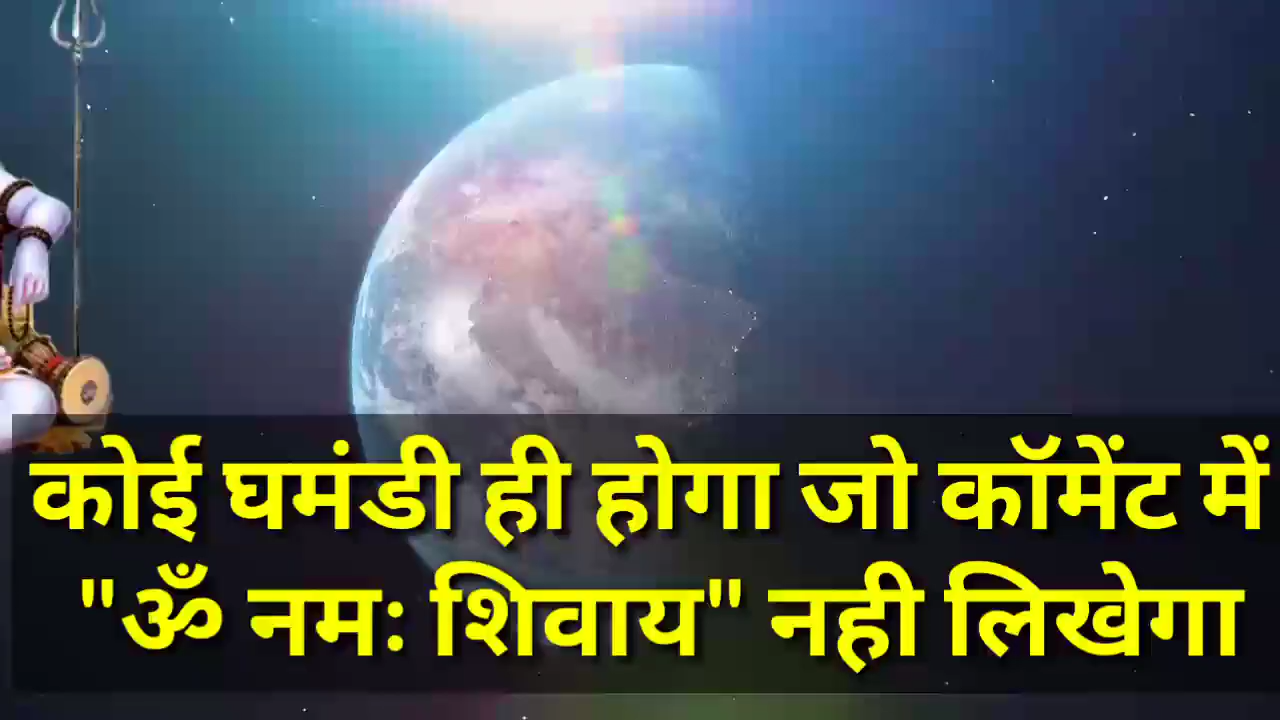 कोई घमंडी ही होगा जो कॉमेंट में
"ॐ नमः शिवाय" नही लिखेगा